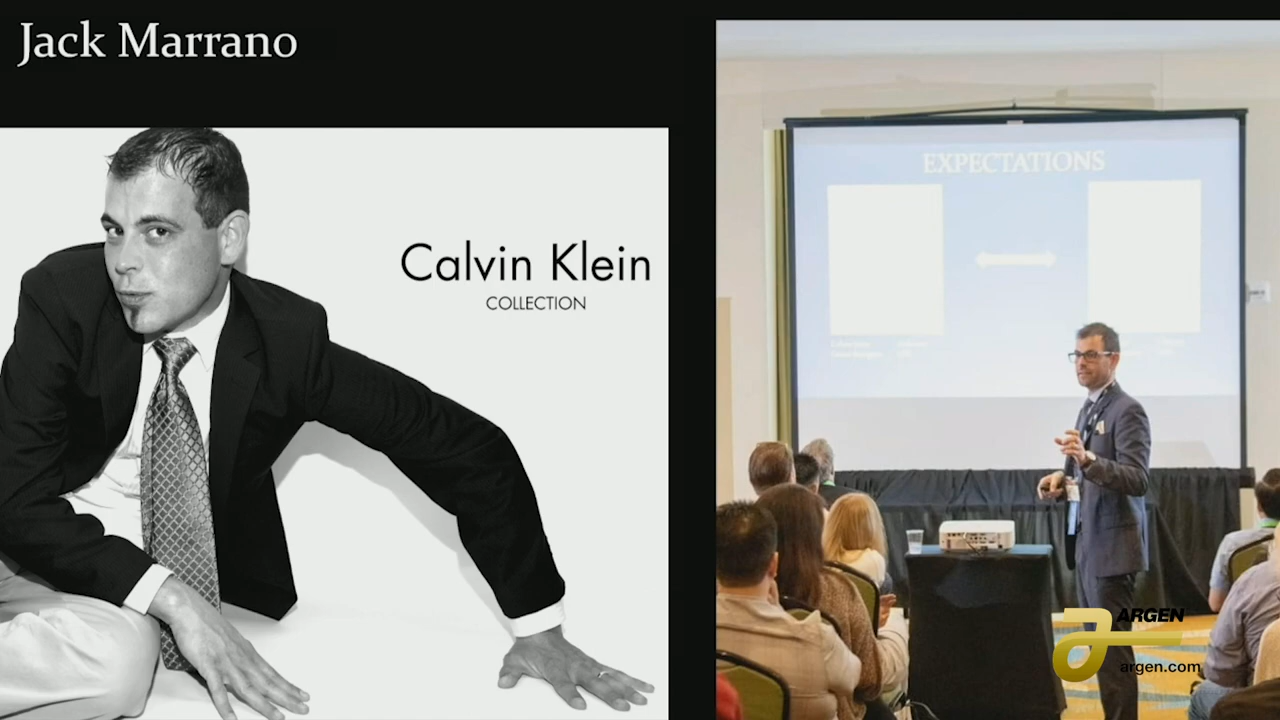 Jack Marrano
Calvin Klein
COLLECTION
EXPECTATIONS
ARGEN
argen.com